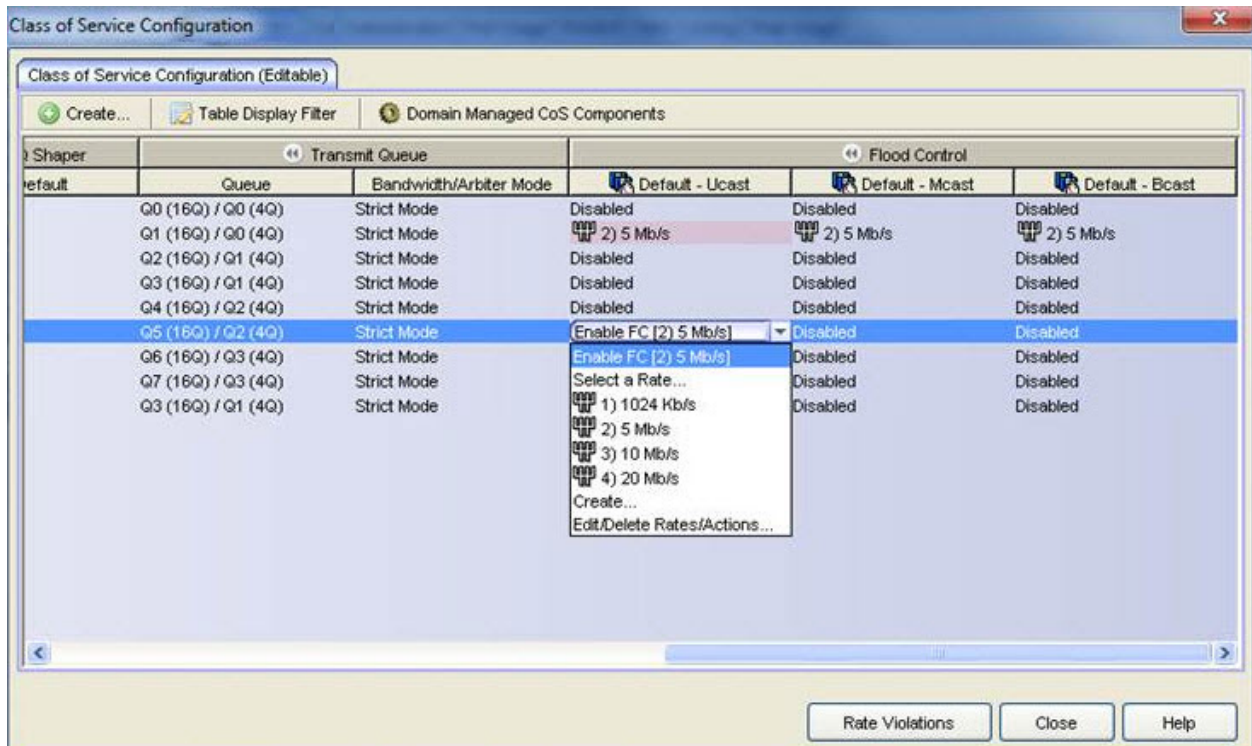 Class of Service Configuration
Class of Service Configuration (Editable)
Create... Table Display Filter Domain Managed CoS Components
Shaper Transmit Queue Flood Control
efault Queue Bandwidth/Arbiter Mode Default - Ucast Default - Mcast Default - Bcast
Q0 (16Q) / Q0 (4Q) Strict Mode Disabled Disabled Disabled
Q1 (16Q) / Q0 (4Q) Strict Mode 2) 5 Mb/s 2) 5 Mb/s 2) 5 Mb/s
Q2 (16Q) / Q1 (4Q) Strict Mode Disabled Disabled Disabled
Q3 (16Q) / Q1 (4Q) Strict Mode Disabled Disabled Disabled
Q4 (16Q) / Q2 (4Q) Strict Mode Disabled Disabled Disabled
Q5 (16Q) / Q2 (4Q) Strict Mode Enable FC [2) 5 Mb/s] Disabled Disabled
Q6 (16Q) / Q3 (4Q) Strict Mode Enable FC [2) 5 Mb/s] Disabled Disabled
Q7 (16Q) / Q3 (4Q) Strict Mode Select a Rate... Disabled Disabled
Q3 (16Q) / Q1 (4Q) Strict Mode 1) 1024 Kb/s Disabled Disabled
2) 5 Mb/s
3) 10 Mb/s
4) 20 Mb/s
Create...
Edit/Delete Rates/Actions...
Rate Violations Close Help